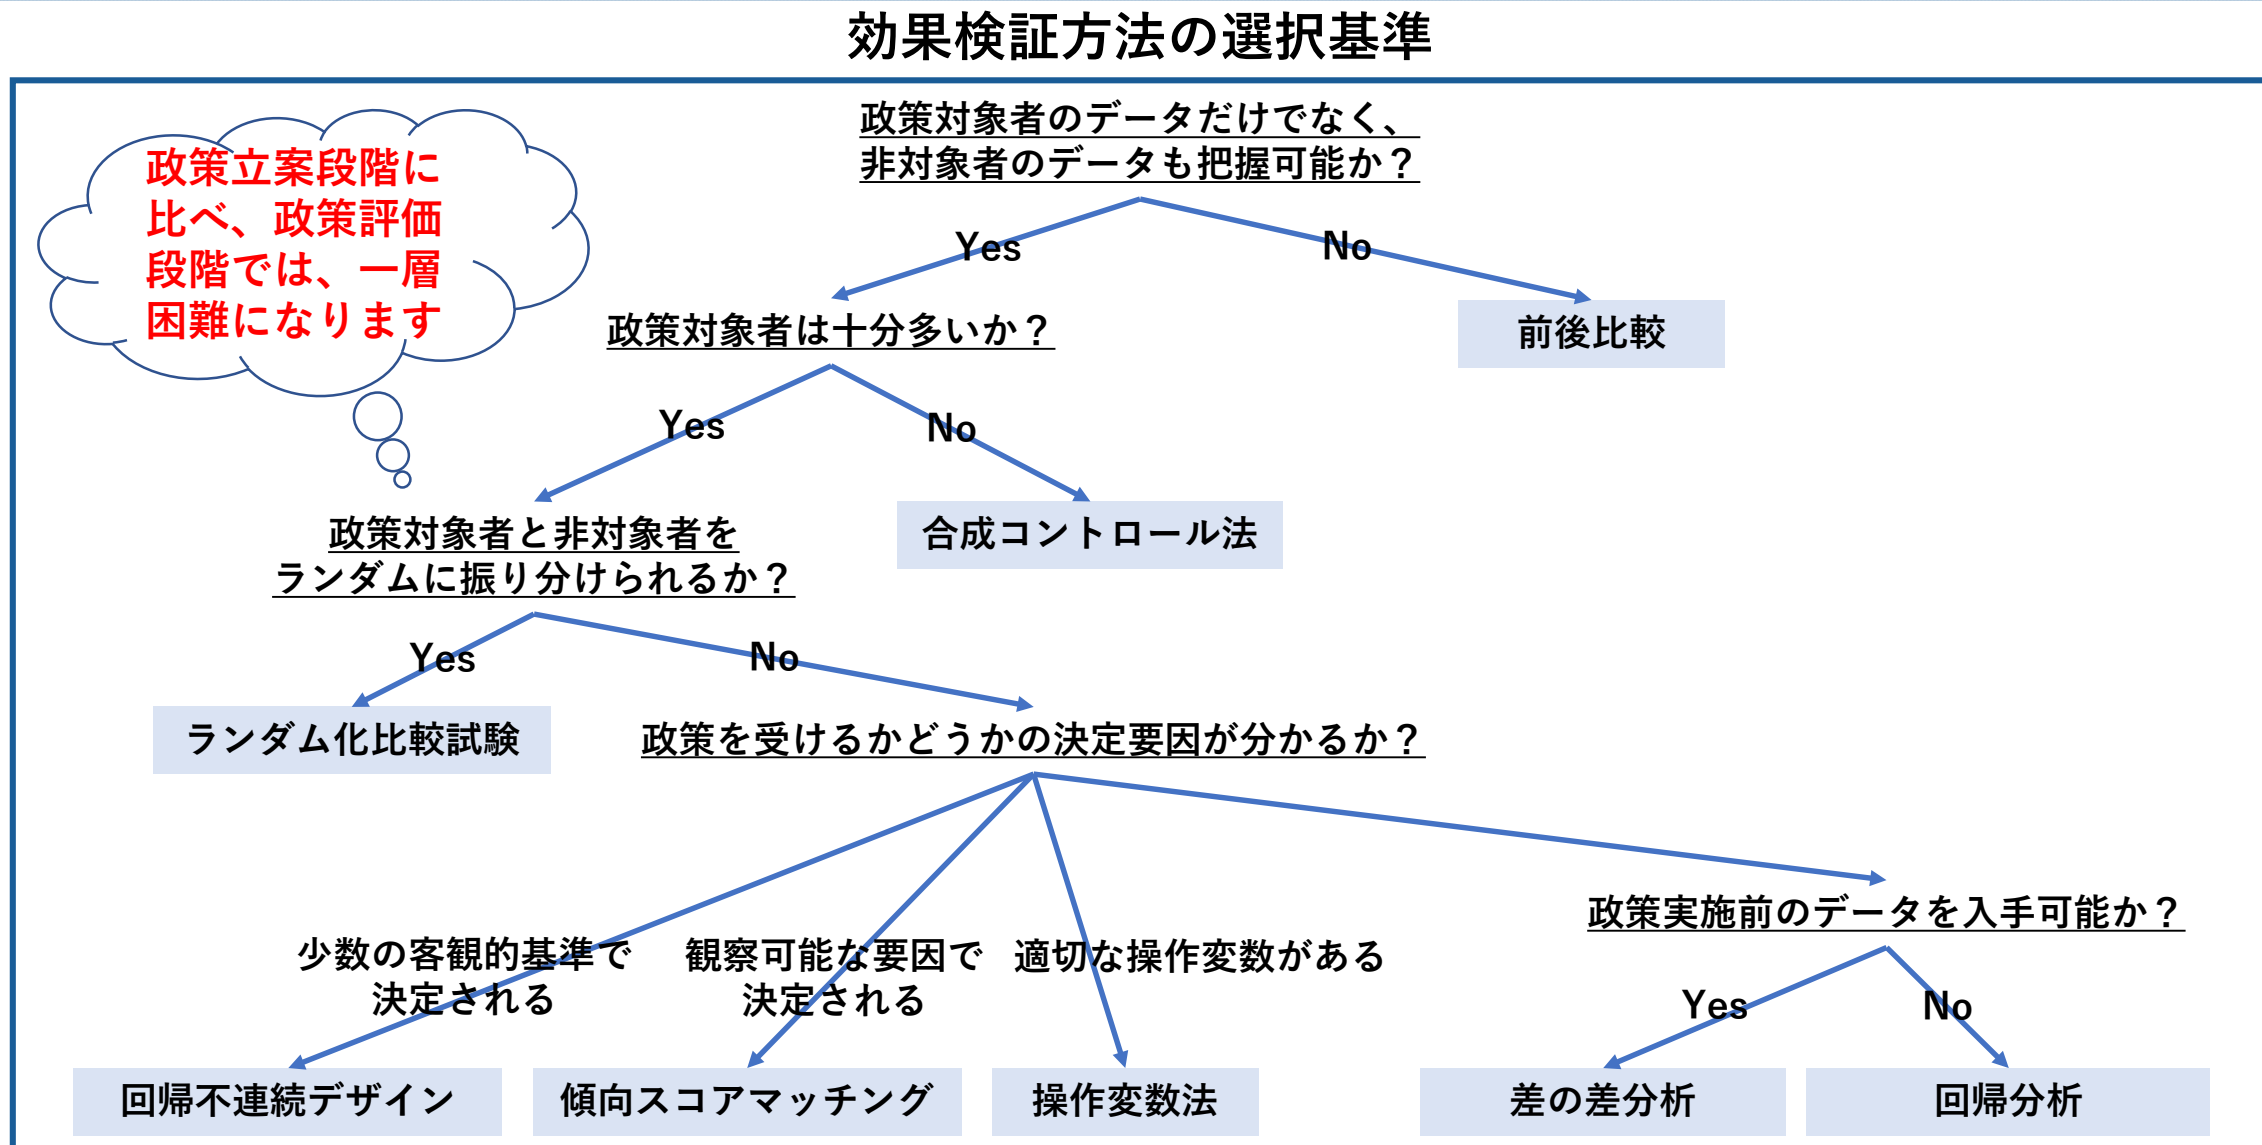 効果検証方法の選択基準
政策対象者のデータだけでなく、
非対象者のデータも把握可能か？
政策立案段階に
比べ、政策評価
段階では、一層
困難になります
Yes
No
政策対象者は十分多いか？
前後比較
Yes
No
政策対象者と非対象者を
ランダムに振り分けられるか？
合成コントロール法
Yes
No
ランダム化比較試験
政策を受けるかどうかの決定要因が分かるか？
政策実施前のデータを入手可能か？
少数の客観的基準で
決定される
観察可能な要因で
決定される
適切な操作変数がある
Yes
No
回帰不連続デザイン
傾向スコアマッチング
操作変数法
差の差分析
回帰分析